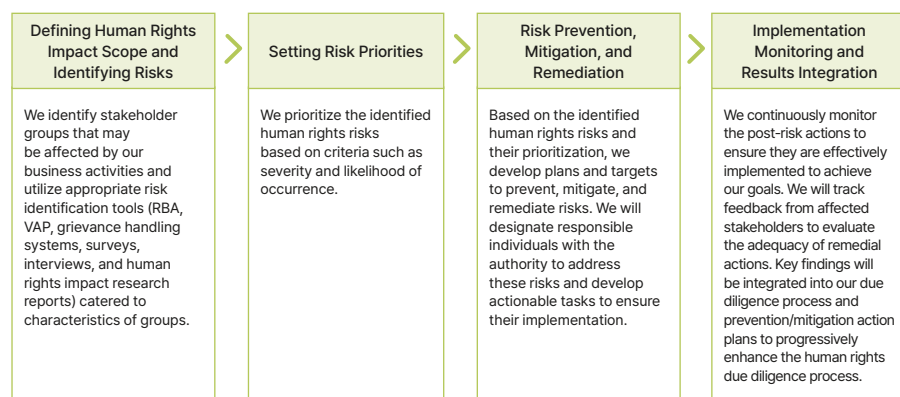 Defining Human Rights
Impact Scope and
Identifying Risks
We identify stakeholder
groups that may
be affected by our
business activities and
utilize appropriate risk
identification tools (RBA,
VAP, grievance handling
systems, surveys,
interviews, and human
rights impact research
reports) catered to
characteristics of groups.
Setting Risk Priorities
We prioritize the identified
human rights risks
based on criteria such as
severity and likelihood of
occurrence.
Risk Prevention,
Mitigation, and
Remediation
Based on the identified
human rights risks and
their prioritization, we
develop plans and targets
to prevent, mitigate, and
remediate risks. We will
designate responsible
individuals with the
authority to address
these risks and develop
actionable tasks to ensure
their implementation.
Implementation
Monitoring and
Results Integration
We continuously monitor
the post-risk actions to
ensure they are effectively
implemented to achieve
our goals. We will track
feedback from affected
stakeholders to evaluate
the adequacy of remedial
actions. Key findings will
be integrated into our due
diligence process and
prevention/mitigation action
plans to progressively
enhance the human rights
due diligence process.